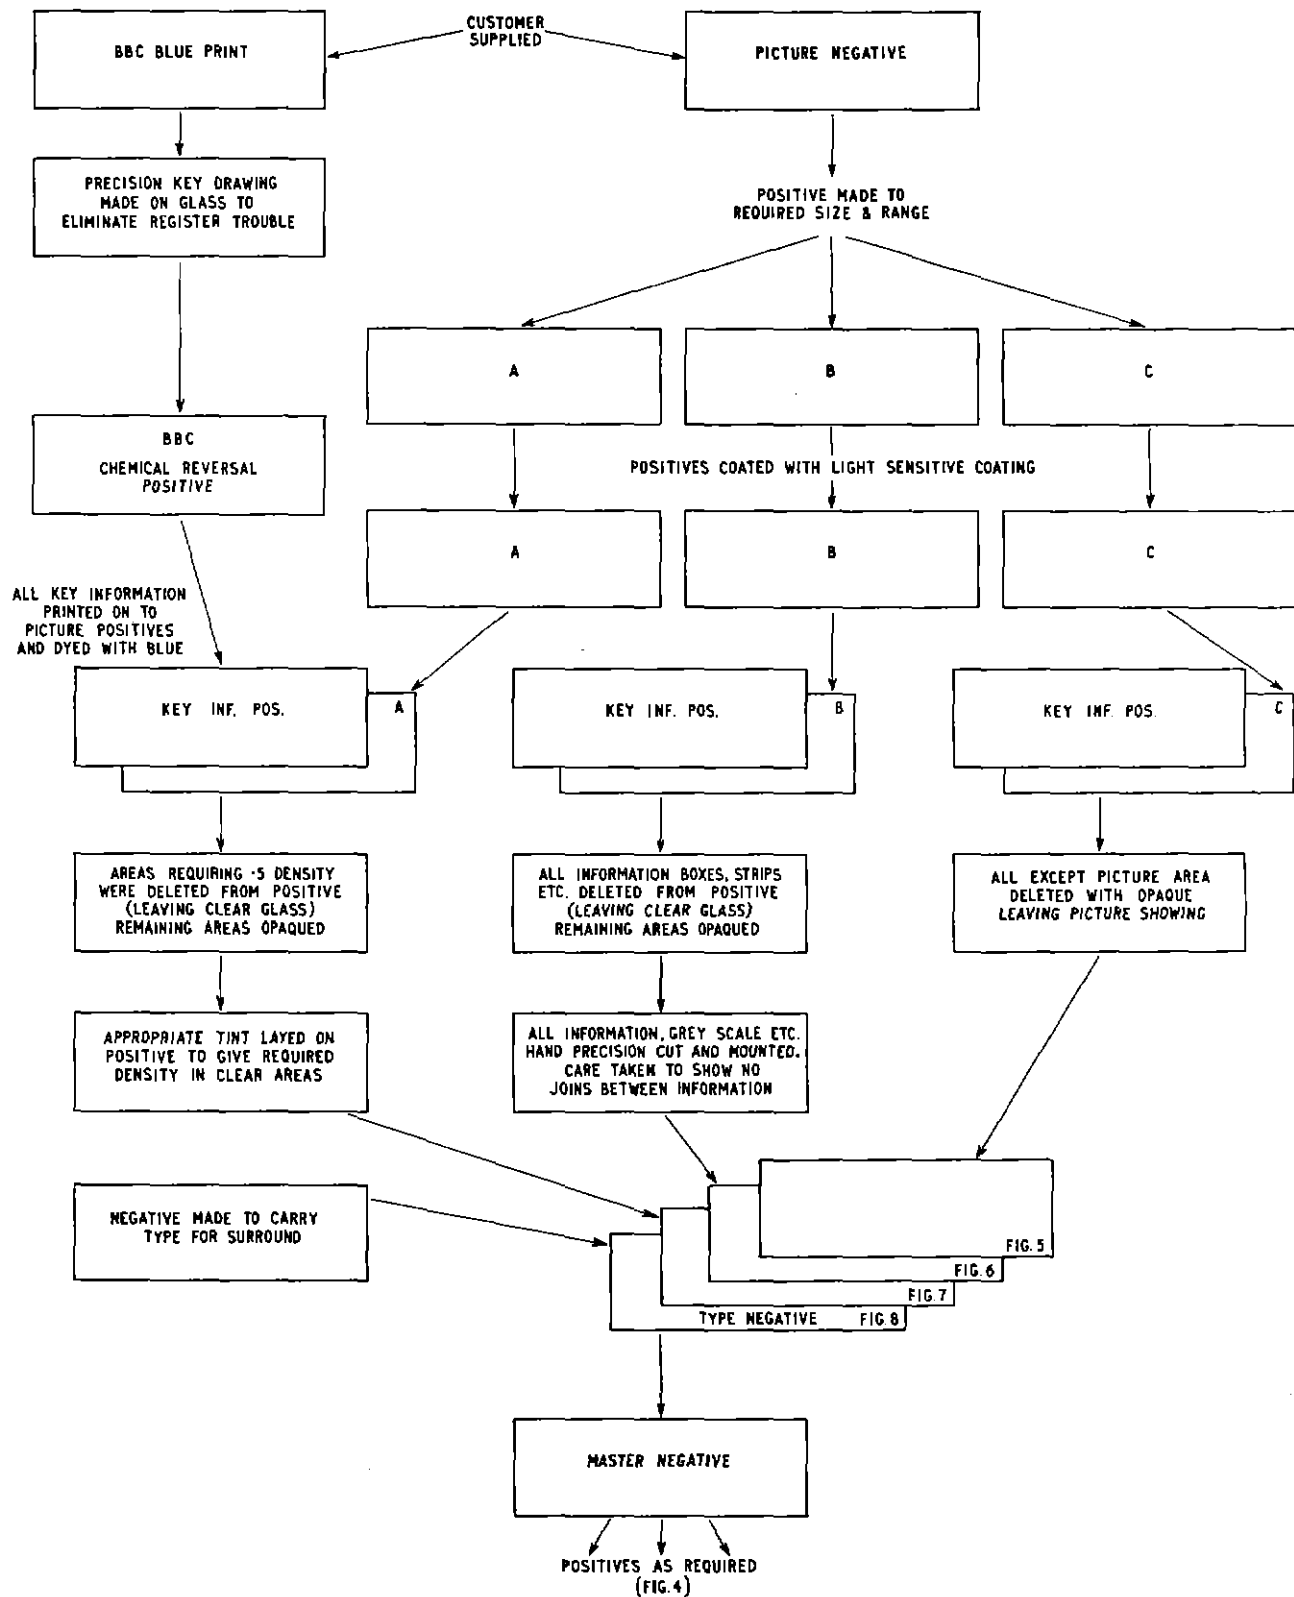 CUSTOMER
SUPPLIED
BBC BLUE PRINT
PICTURE NEGATIVE
PRECISION KEY DRAWING
MADE ON GLASS TO
ELIMINATE REGISTER TROUBLE
POSITIVE MADE TO
REQUIRED SIZE & RANGE
A
B
C
BBC
CHEMICAL REVERSAL
POSITIVE
POSITIVES COATED WITH LIGHT SENSITIVE COATING
A
B
C
ALL KEY INFORMATION
PRINTED ON TO
PICTURE POSITIVES
AND DYED WITH BLUE
KEY INF. POS.
A
KEY INF. POS.
B
KEY INF. POS.
C
AREAS REQUIRING ·5 DENSITY
WERE DELETED FROM POSITIVE
(LEAVING CLEAR GLASS)
REMAINING AREAS OPAQUED
ALL INFORMATION BOXES, STRIPS
ETC. DELETED FROM POSITIVE
(LEAVING CLEAR GLASS)
REMAINING AREAS OPAQUED
ALL EXCEPT PICTURE AREA
DELETED WITH OPAQUE
LEAVING PICTURE SHOWING
APPROPRIATE TINT LAYED ON
POSITIVE TO GIVE REQUIRED
DENSITY IN CLEAR AREAS
ALL INFORMATION, GREY SCALE ETC.
HAND PRECISION CUT AND MOUNTED.
CARE TAKEN TO SHOW NO
JOINS BETWEEN INFORMATION
NEGATIVE MADE TO CARRY
TYPE FOR SURROUND
FIG. 5
FIG. 6
FIG. 7
TYPE NEGATIVE FIG. 8
MASTER NEGATIVE
POSITIVES AS REQUIRED
(FIG. 4)